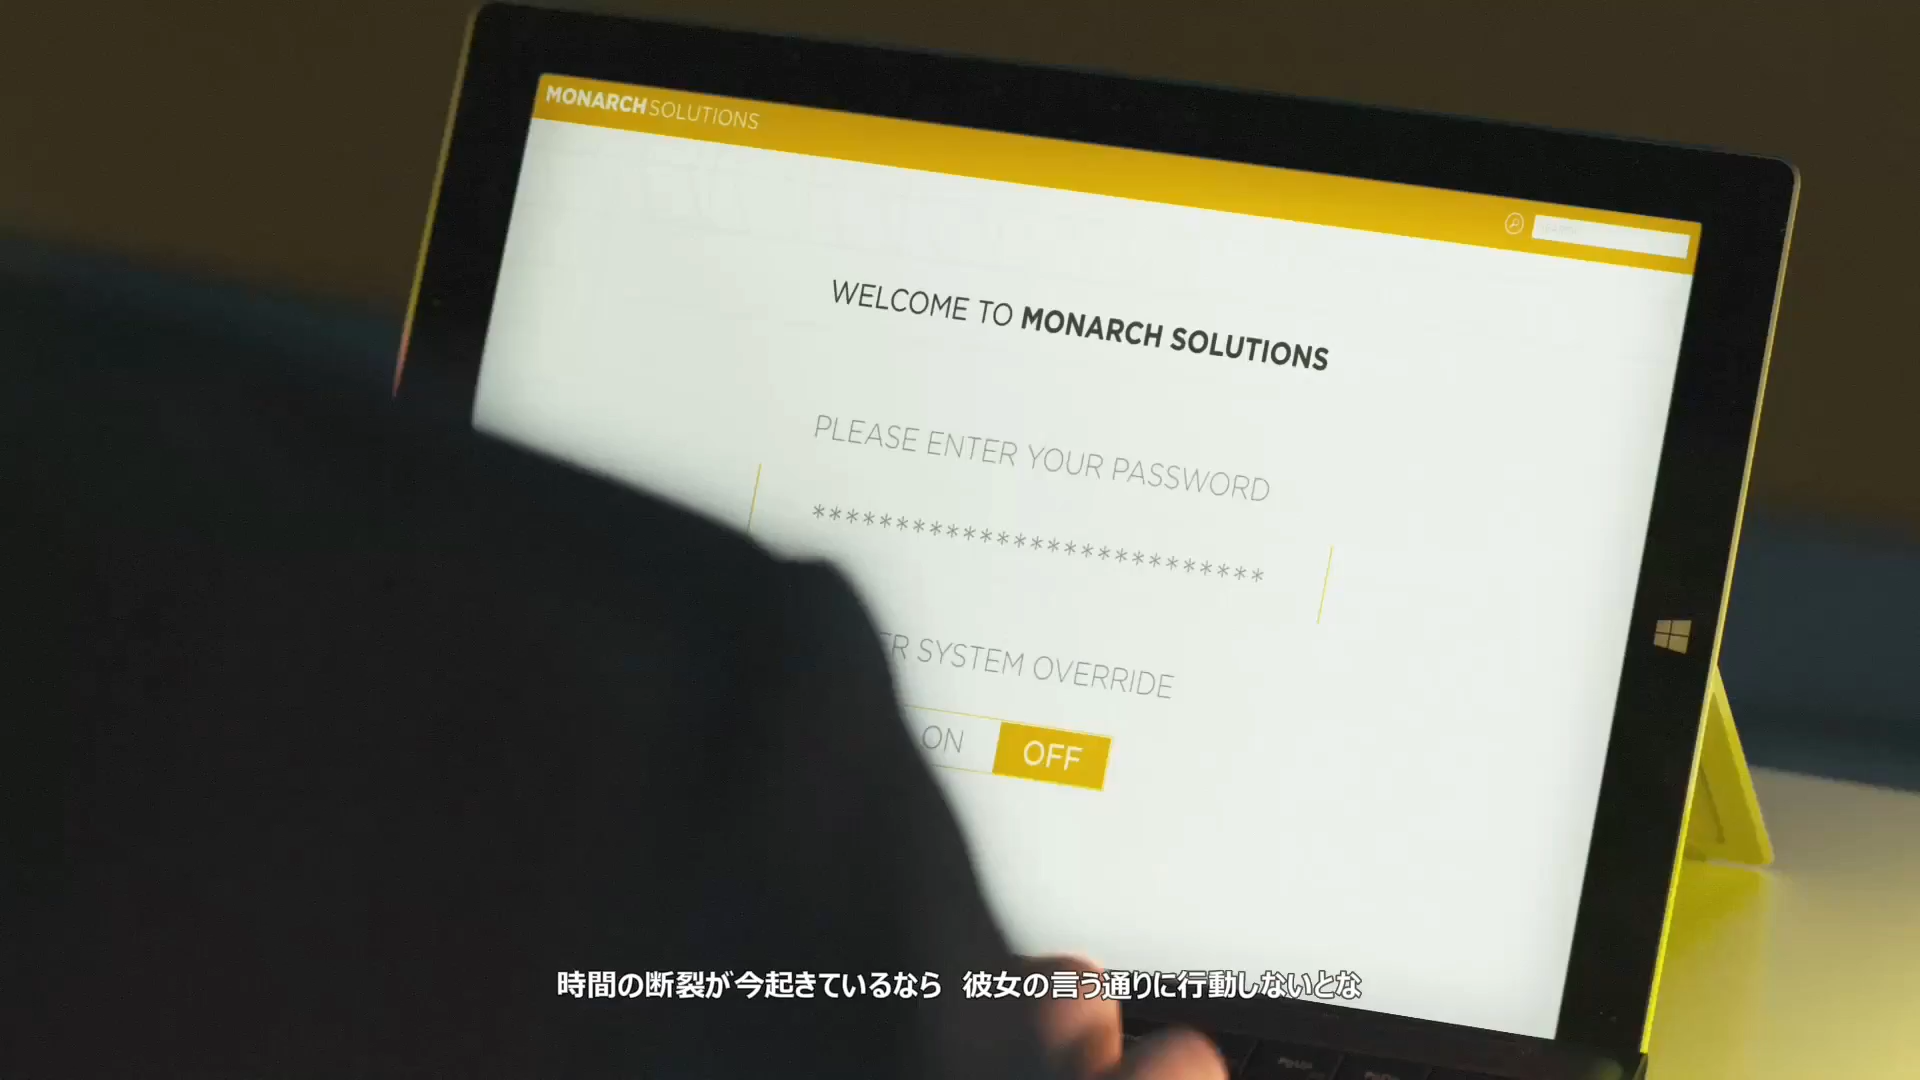 MONARCH SOLUTIONS
WELCOME TO MONARCH SOLUTIONS
PLEASE ENTER YOUR PASSWORD
***************************
SYSTEM OVERRIDE
ON OFF
時間の断裂が今起きているなら 彼女の言う通りに行動しないとな